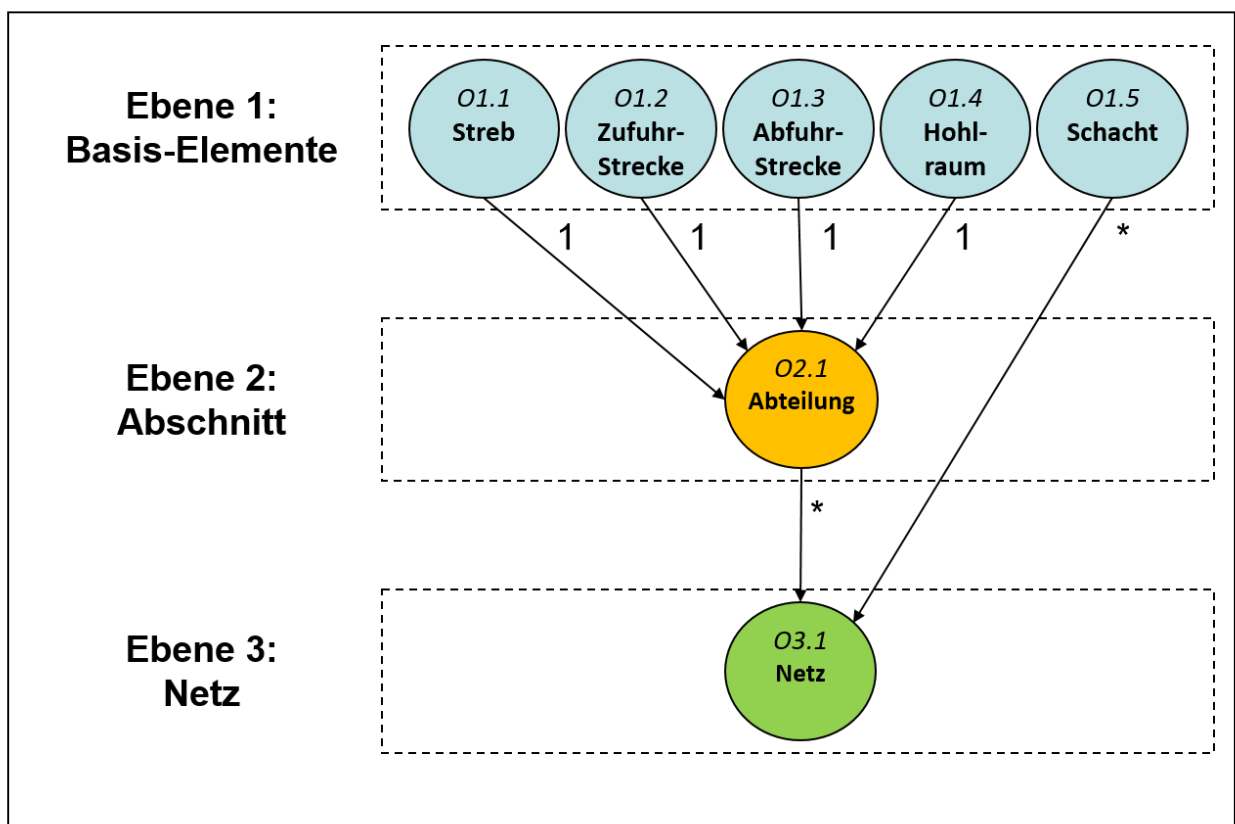 Ebene 1:
Basis-Elemente
O1.1
Streb
O1.2
Zufuhr-
Strecke
O1.3
Abfuhr-
Strecke
O1.4
Hohl-
raum
O1.5
Schacht
1
1
1
1
*
Ebene 2:
Abschnitt
O2.1
Abteilung
*
Ebene 3:
Netz
O3.1
Netz